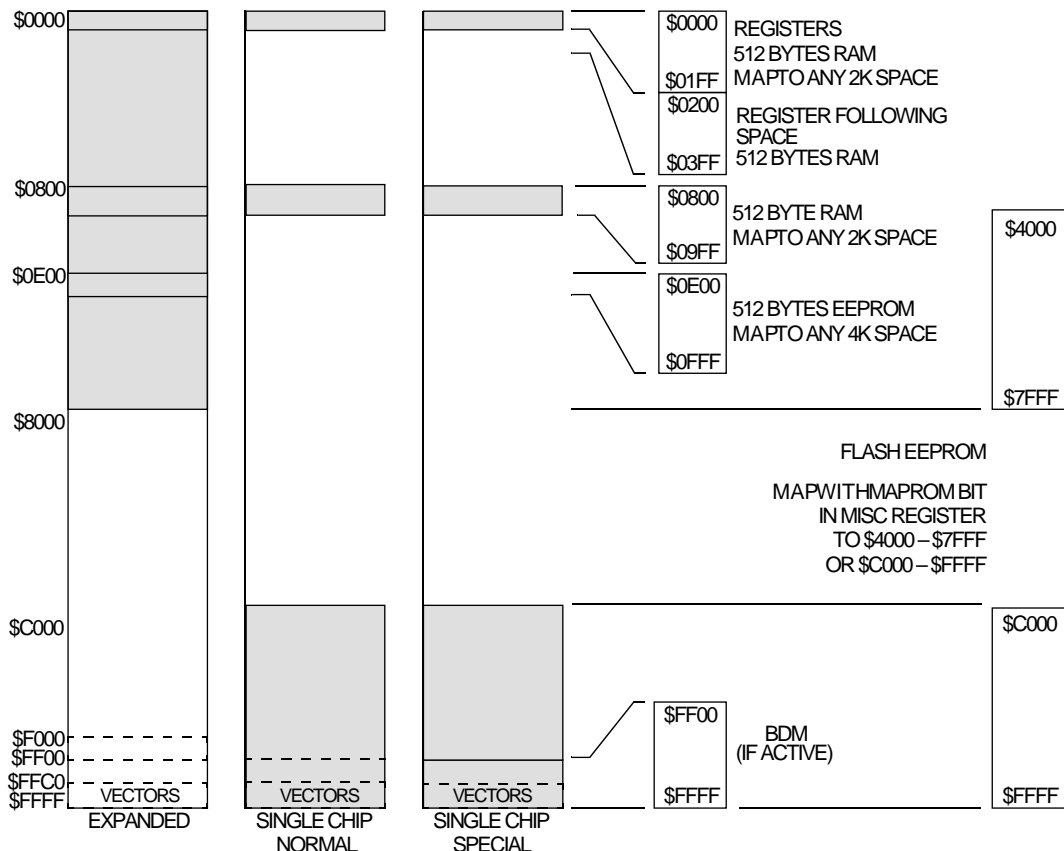 $0000
$0800
$0E00
$8000
$C000
$F000
$FF00
$FFC0
$FFFF
VECTORS
EXPANDED
VECTORS
SINGLE CHIP
NORMAL
VECTORS
SINGLE CHIP
SPECIAL
$0000
$01FF
REGISTERS
512 BYTES RAM
MAPTO ANY 2K SPACE
$0200
$03FF
REGISTER FOLLOWING
SPACE
512 BYTES RAM
$0800
$09FF
512 BYTE RAM
MAPTO ANY 2K SPACE
$0E00
$0FFF
512 BYTES EEPROM
MAPTO ANY 4K SPACE
$4000
$7FFF
FLASH EEPROM
MAPWITHMAPROM BIT
IN MISC REGISTER
TO $4000 – $7FFF
OR $C000 – $FFFF
$C000
$FFFF
$FF00
$FFFF
BDM
(IF ACTIVE)